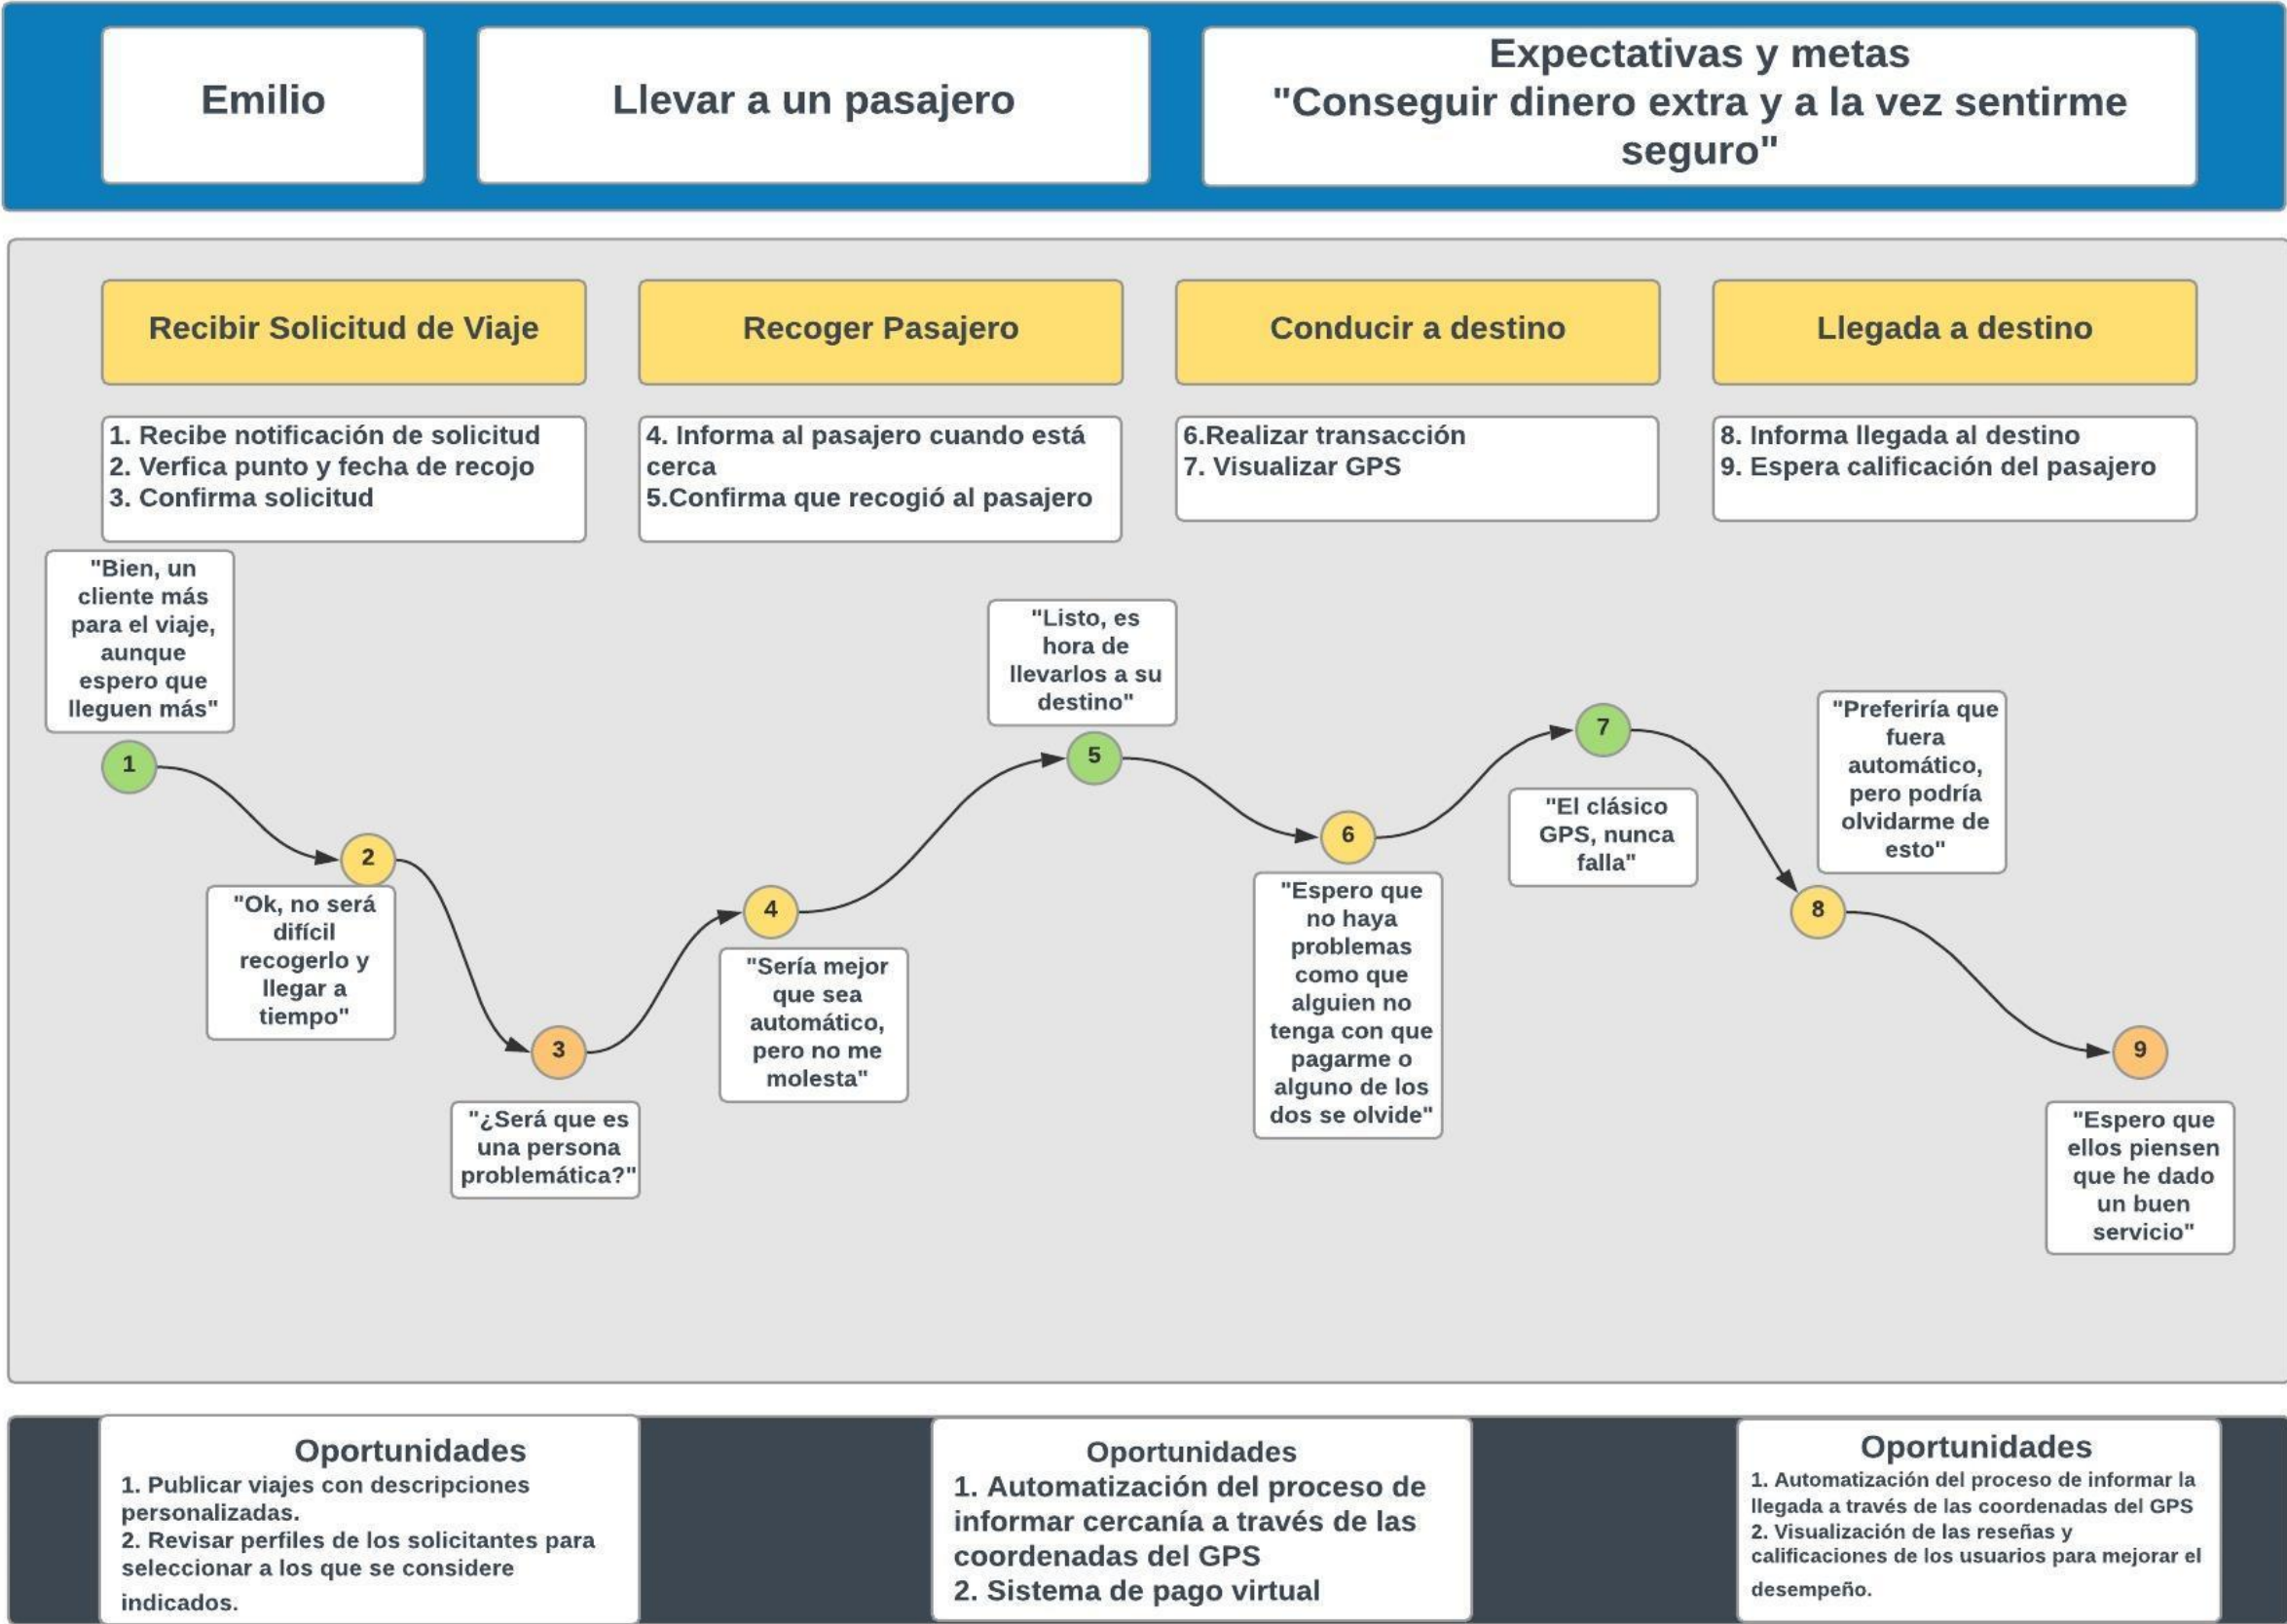 Emilio
Llevar a un pasajero
Expectativas y metas
"Conseguir dinero extra y a la vez sentirme
seguro"
Recibir Solicitud de Viaje
Recoger Pasajero
Conducir a destino
Llegada a destino
1. Recibe notificación de solicitud
2. Verfica punto y fecha de recojo
3. Confirma solicitud
4. Informa al pasajero cuando está
cerca
5.Confirma que recogió al pasajero
6.Realizar transacción
7. Visualizar GPS
8. Informa llegada al destino
9. Espera calificación del pasajero
"Bien, un
cliente más
para el viaje,
aunque
espero que
lleguen más"
1
2
"Ok, no será
difícil
recogerlo y
llegar a
tiempo"
3
"¿Será que es
una persona
problemática?"
4
"Sería mejor
que sea
automático,
pero no me
molesta"
"Listo, es
hora de
llevarlos a su
destino"
5
6
"Espero que
no haya
problemas
como que
alguien no
tenga con que
pagarme o
alguno de los
dos se olvide"
7
"El clásico
GPS, nunca
falla"
"Preferiría que
fuera
automático,
pero podría
olvidarme de
esto"
8
9
"Espero que
ellos piensen
que he dado
un buen
servicio"
Oportunidades
1. Publicar viajes con descripciones
personalizadas.
2. Revisar perfiles de los solicitantes para
seleccionar a los que se considere
indicados.
Oportunidades
1. Automatización del proceso de
informar cercanía a través de las
coordenadas del GPS
2. Sistema de pago virtual
Oportunidades
1. Automatización del proceso de informar la
llegada a través de las coordenadas del GPS
2. Visualización de las reseñas y
calificaciones de los usuarios para mejorar el
desempeño.